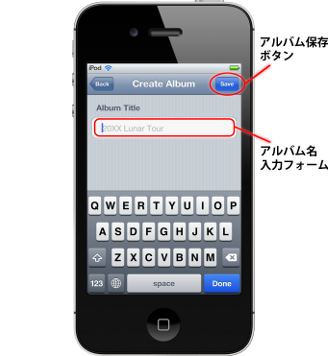 アルバム保存
ボタン
iPod
Back
Create Album
Save
Album Title
20XX Lunar Tour
アルバム名
入力フォーム
Q W E R T Y U I O P
A S D F G H J K L
Z X C V B N M
123
space
Done